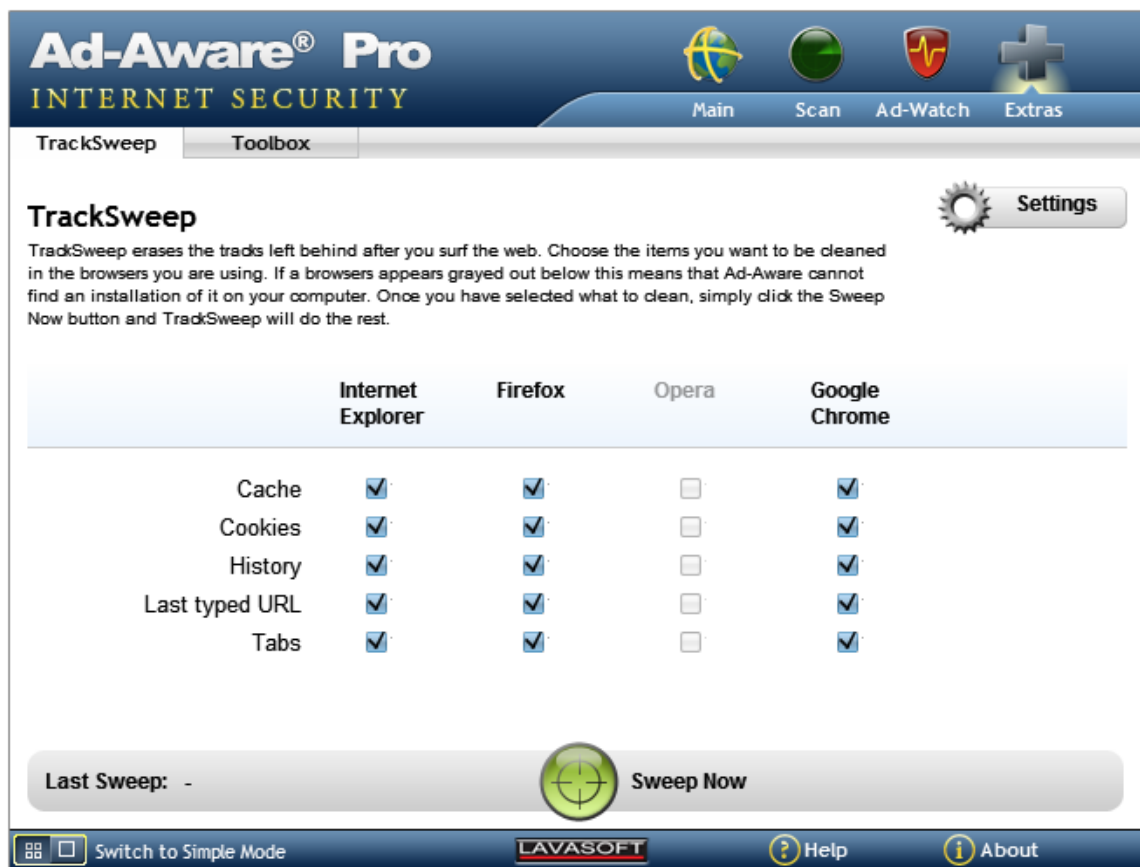 Ad-Aware® Pro
INTERNET SECURITY
Main Scan Ad-Watch Extras
TrackSweep Toolbox
TrackSweep
Settings
TrackSweep erases the tracks left behind after you surf the web. Choose the items you want to be cleaned
in the browsers you are using. If a browsers appears grayed out below this means that Ad-Aware cannot
find an installation of it on your computer. Once you have selected what to clean, simply click the Sweep
Now button and TrackSweep will do the rest.
Internet Explorer Firefox Opera Google Chrome
Cache
Cookies
History
Last typed URL
Tabs
Last Sweep: -
Sweep Now
Switch to Simple Mode LAVASOFT Help About